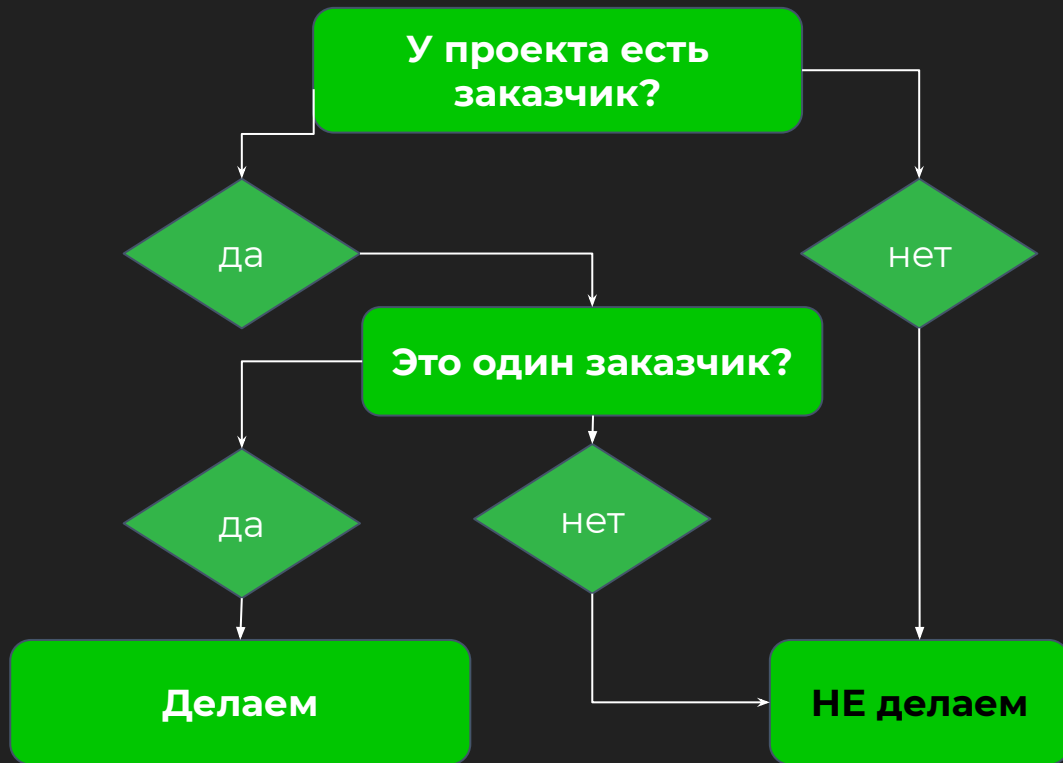 У проекта есть
заказчик?
да
нет
Это один заказчик?
да
нет
Делаем
НЕ делаем